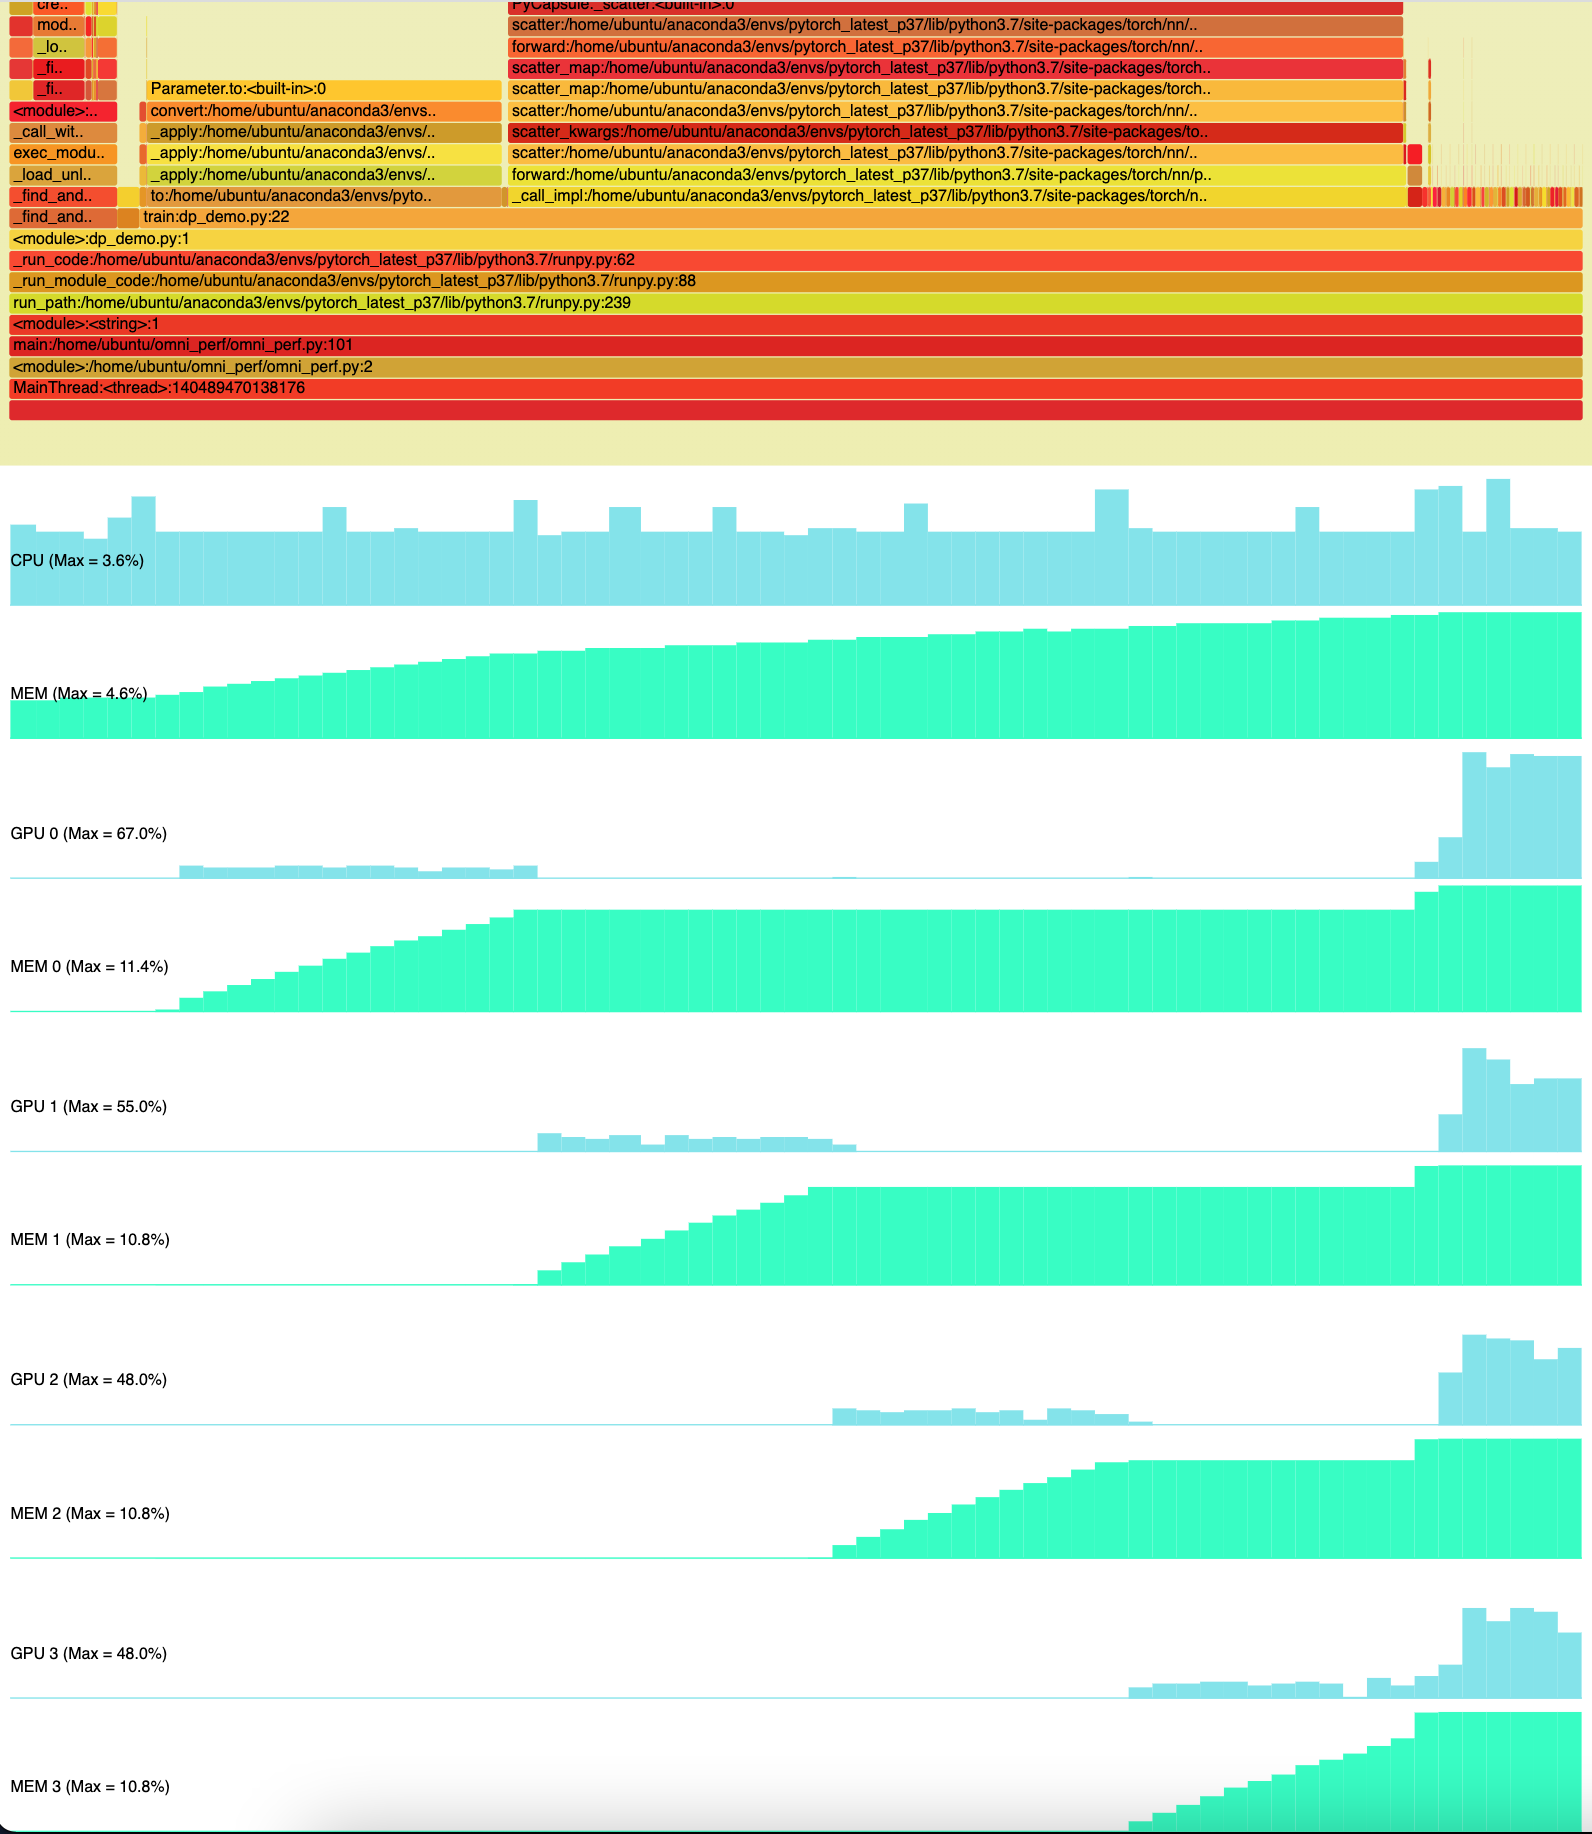 cre..
PyCapsule._scatter:<built-in>:0
mod..
scatter:/home/ubuntu/anaconda3/envs/pytorch_latest_p37/lib/python3.7/site-packages/torch/nn/..
_lo..
forward:/home/ubuntu/anaconda3/envs/pytorch_latest_p37/lib/python3.7/site-packages/torch/nn/..
_fi..
scatter_map:/home/ubuntu/anaconda3/envs/pytorch_latest_p37/lib/python3.7/site-packages/torch..
_fi..
Parameter.to:<built-in>:0
scatter_map:/home/ubuntu/anaconda3/envs/pytorch_latest_p37/lib/python3.7/site-packages/torch..
<module>:..
convert:/home/ubuntu/anaconda3/envs..
scatter:/home/ubuntu/anaconda3/envs/pytorch_latest_p37/lib/python3.7/site-packages/torch/nn/..
_call_wit..
_apply:/home/ubuntu/anaconda3/envs/..
scatter_kwargs:/home/ubuntu/anaconda3/envs/pytorch_latest_p37/lib/python3.7/site-packages/to..
exec_modu..
_apply:/home/ubuntu/anaconda3/envs/..
scatter:/home/ubuntu/anaconda3/envs/pytorch_latest_p37/lib/python3.7/site-packages/torch/nn/..
_load_unl..
_apply:/home/ubuntu/anaconda3/envs/..
forward:/home/ubuntu/anaconda3/envs/pytorch_latest_p37/lib/python3.7/site-packages/torch/nn/p..
_find_and..
to:/home/ubuntu/anaconda3/envs/pyto..
_call_impl:/home/ubuntu/anaconda3/envs/pytorch_latest_p37/lib/python3.7/site-packages/torch/n..
_find_and..
train:dp_demo.py:22
<module>:dp_demo.py:1
_run_code:/home/ubuntu/anaconda3/envs/pytorch_latest_p37/lib/python3.7/runpy.py:62
_run_module_code:/home/ubuntu/anaconda3/envs/pytorch_latest_p37/lib/python3.7/runpy.py:88
run_path:/home/ubuntu/anaconda3/envs/pytorch_latest_p37/lib/python3.7/runpy.py:239
<module>:<string>:1
main:/home/ubuntu/omni_perf/omni_perf.py:101
<module>:/home/ubuntu/omni_perf/omni_perf.py:2
MainThread:<thread>:140489470138176
CPU (Max = 3.6%)
MEM (Max = 4.6%)
GPU 0 (Max = 67.0%)
MEM 0 (Max = 11.4%)
GPU 1 (Max = 55.0%)
MEM 1 (Max = 10.8%)
GPU 2 (Max = 48.0%)
MEM 2 (Max = 10.8%)
GPU 3 (Max = 48.0%)
MEM 3 (Max = 10.8%)